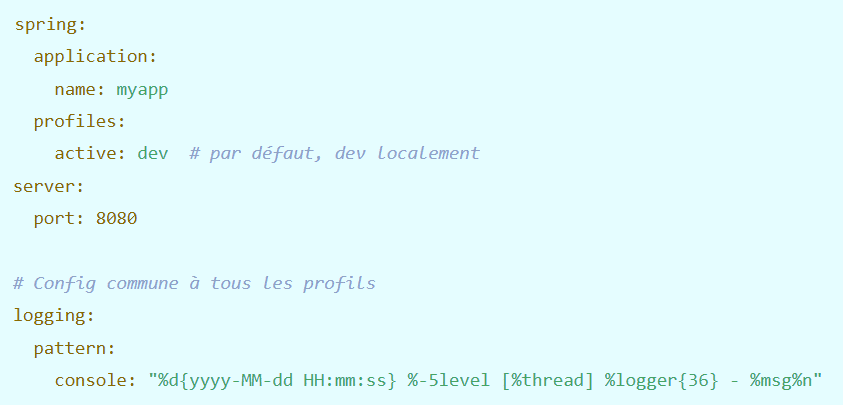 spring:
  application:
    name: myapp
  profiles:
    active: dev  # par défaut, dev localement
server:
  port: 8080

# Config commune à tous les profils
logging:
  pattern:
    console: "%d{yyyy-MM-dd HH:mm:ss} %-5level [%thread] %logger{36} - %msg%n"